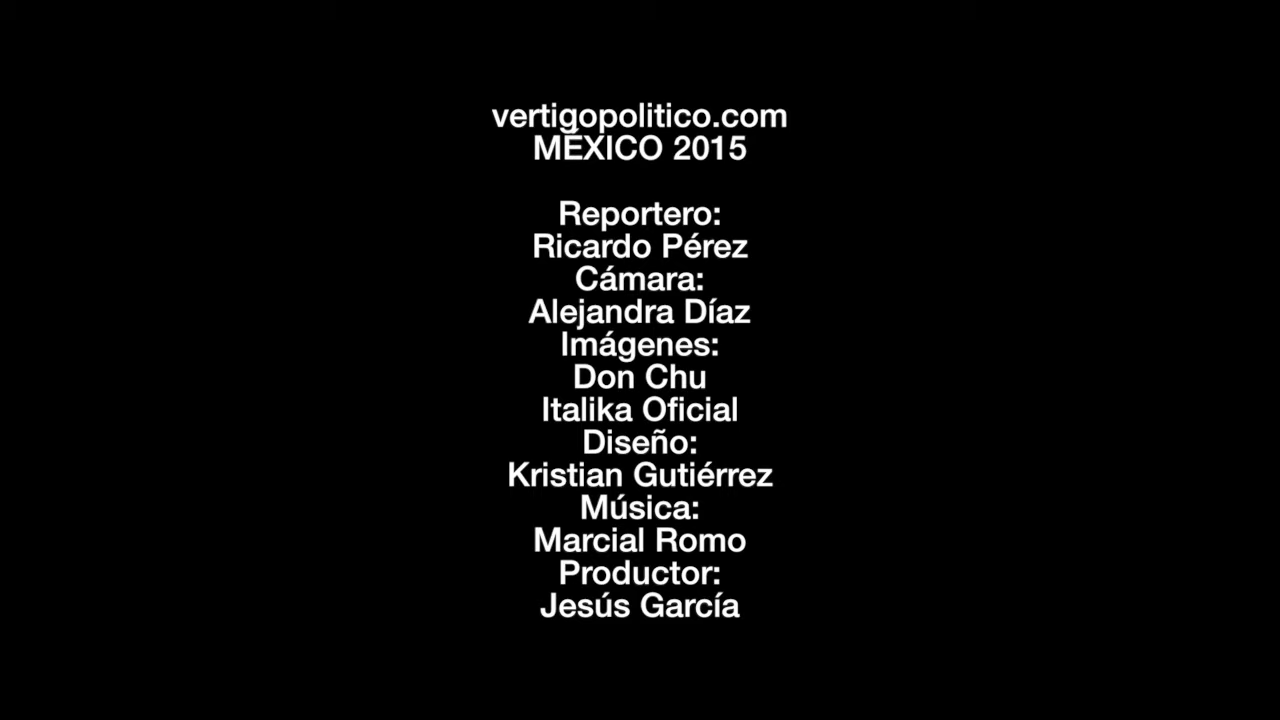 vertigopolitico.com
MÉXICO 2015
Reportero:
Ricardo Pérez
Cámara:
Alejandra Díaz
Imágenes:
Don Chu
Italika Oficial
Diseño:
Kristian Gutiérrez
Música:
Marcial Romo
Productor:
Jesús García